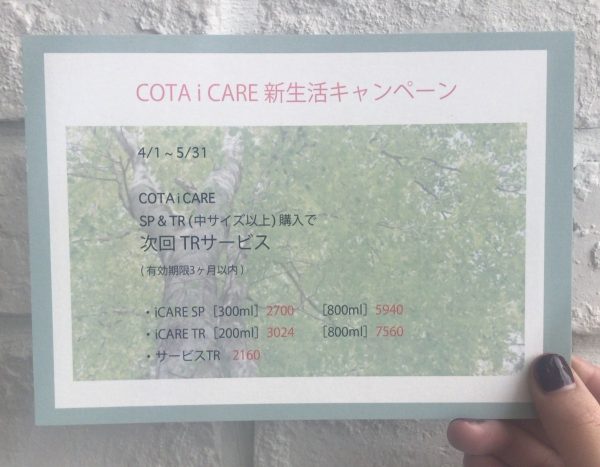 COTA i CARE 新生活キャンペーン
4/1～5/31
COTA i CARE
SP & TR (中サイズ以上) 購入で
次回 TRサービス
(有効期限3ヶ月以内)
・iCARE SP [300ml] 2700 [800ml] 5940
・iCARE TR [200ml] 3024 [800ml] 7560
・サービスTR 2160